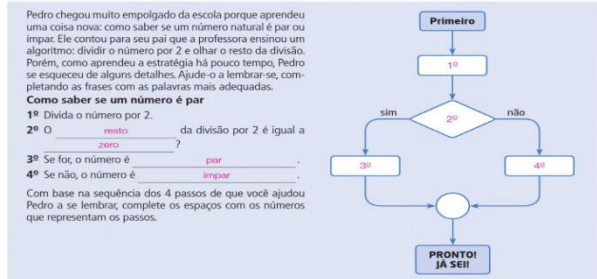 Pedro chegou muito empolgado da escola porque aprendeu
uma coisa nova: como saber se um número natural é par ou
ímpar. Ele contou para seu pai que a professora ensinou um
algoritmo: dividir o número por 2 e olhar o resto da divisão.
Porém, como aprendeu a estratégia há pouco tempo, Pedro
se esqueceu de alguns detalhes. Ajude-o a lembrar-se, com-
pletando as frases com as palavras mais adequadas.
Como saber se um número é par
1º Divida o número por 2.
2º O resto da divisão por 2 é igual a
zero ?
3º Se for, o número é par .
4º Se não, o número é ímpar .
Com base na sequência dos 4 passos de que você ajudou
Pedro a se lembrar, complete os espaços com os números
que representam os passos.
Primeiro
1º
sim
2º
não
3º
4º
PRONTO!
JÁ SEI!